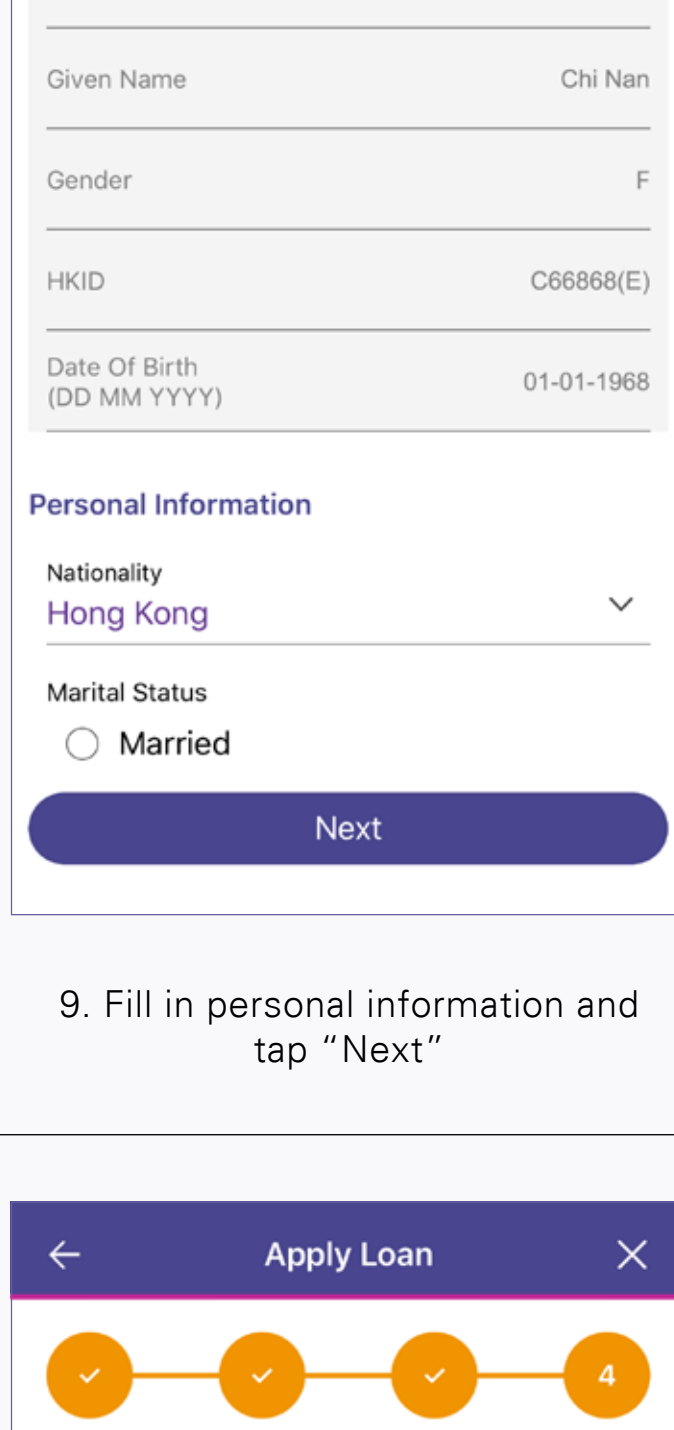 Given Name Chi Nan
Gender F
HKID C66868(E)
Date Of Birth
(DD MM YYYY) 01-01-1968
Personal Information
Nationality
Hong Kong
Marital Status
Married
Next
9. Fill in personal information and
tap “Next”
Apply Loan
4